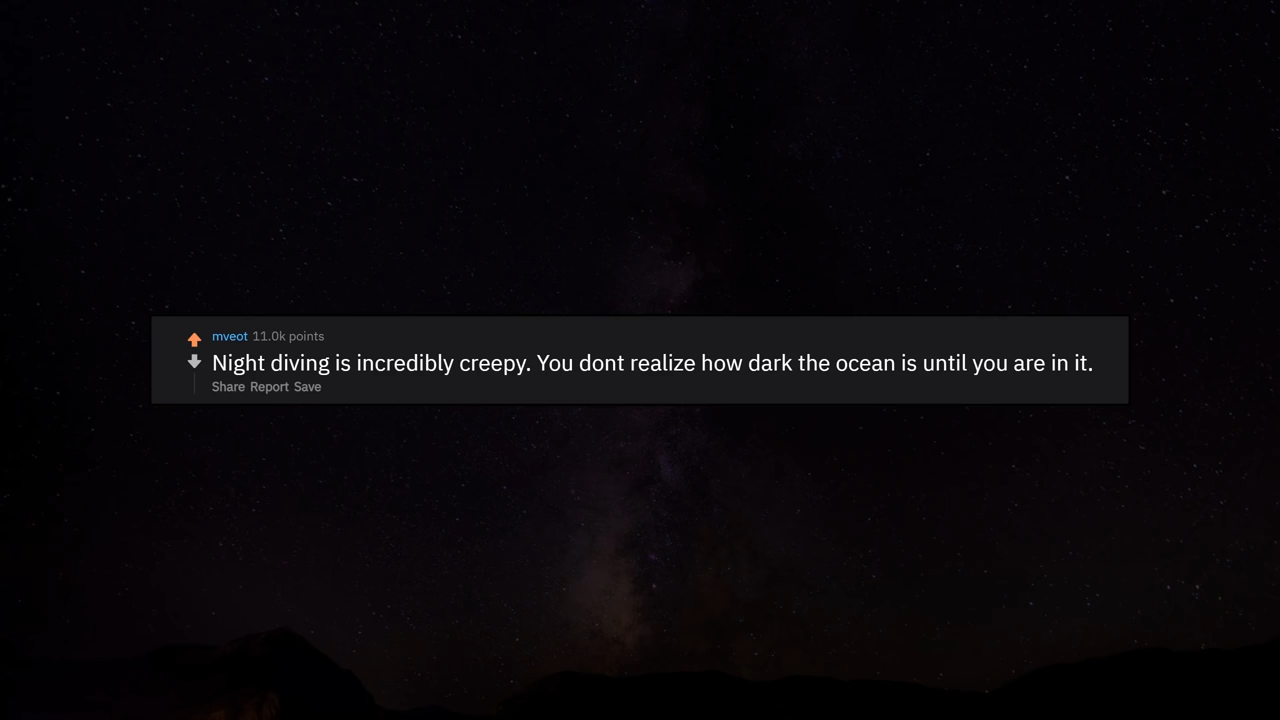 mveot 11.0k points
Night diving is incredibly creepy. You dont realize how dark the ocean is until you are in it.
Share Report Save